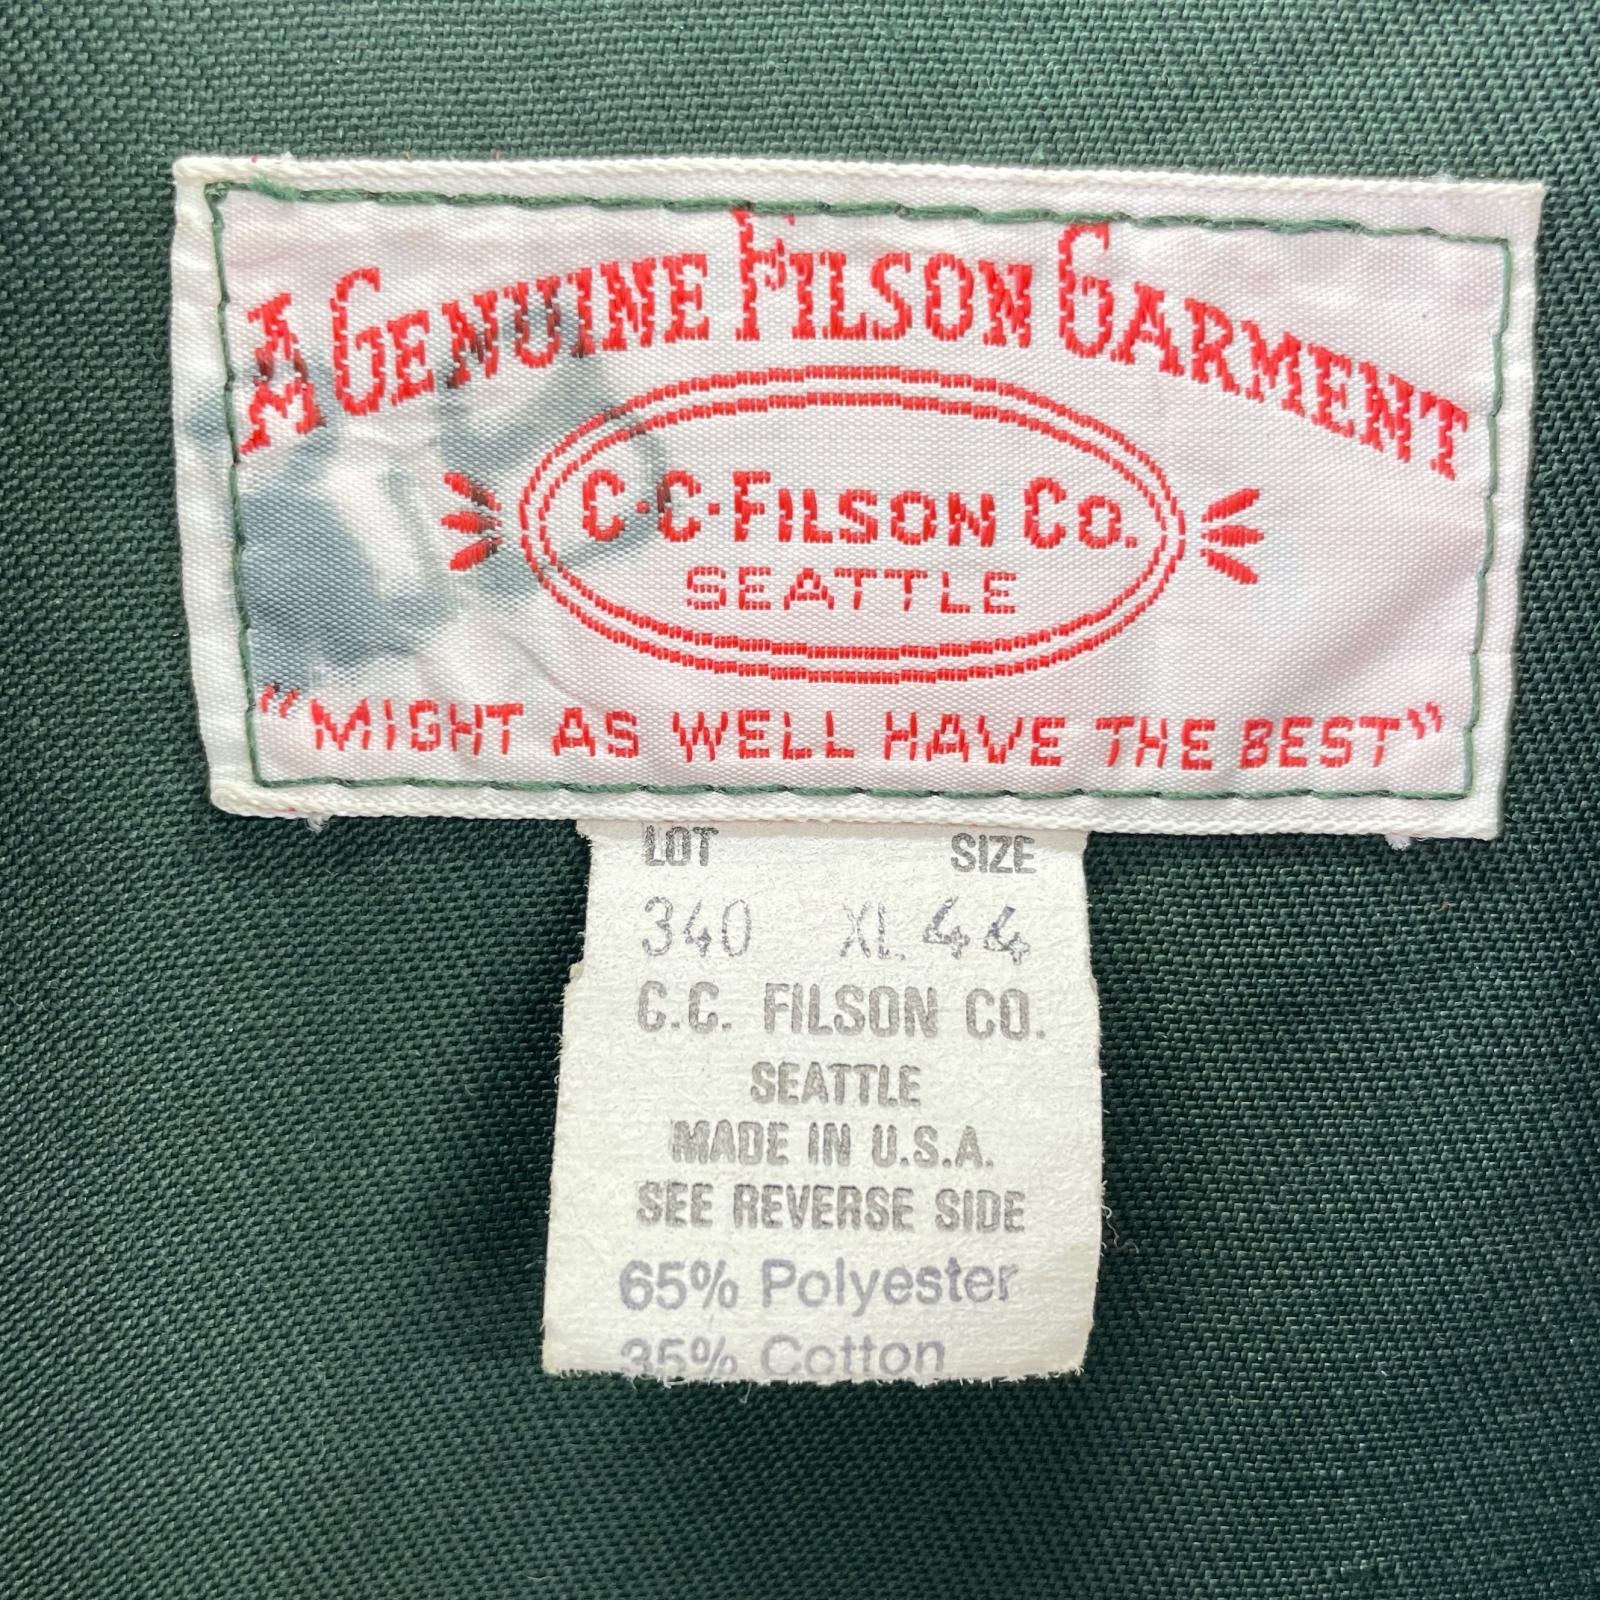 A GENUINE FILSON GARMENT
C·C·FILSON CO.
SEATTLE
"MIGHT AS WELL HAVE THE BEST"
LOT SIZE
340 XL 44
C.C. FILSON CO.
SEATTLE
MADE IN U.S.A.
SEE REVERSE SIDE
65% Polyester
35% Cotton